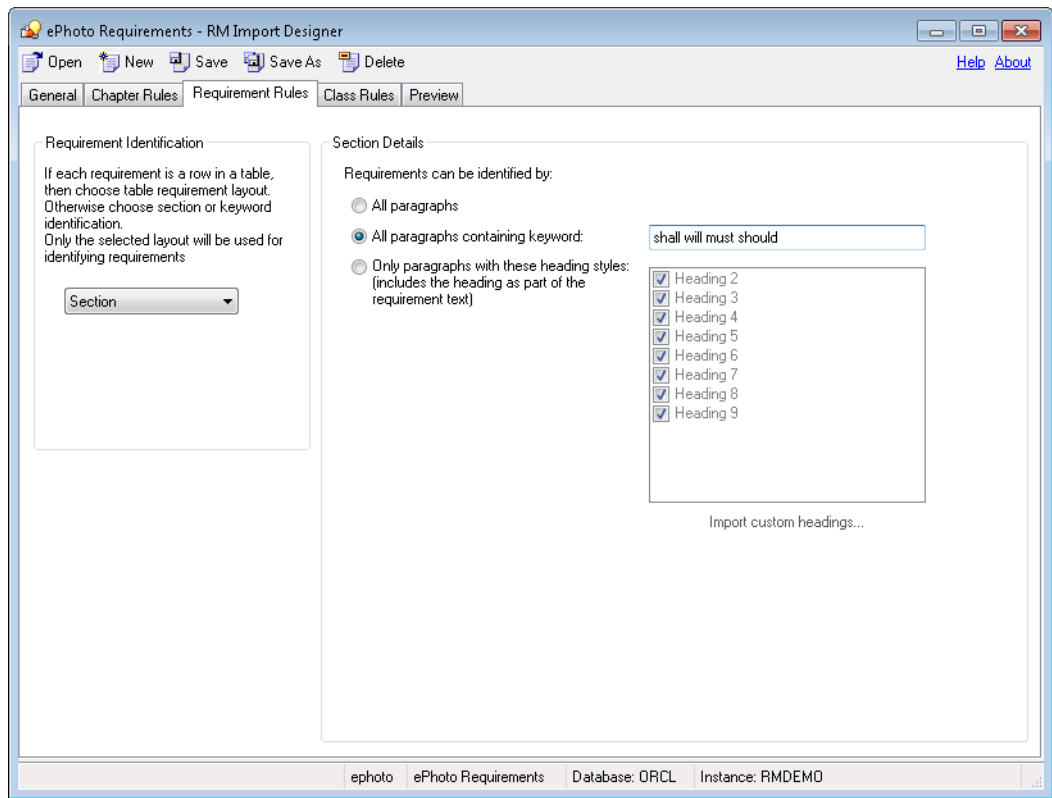 ePhoto Requirements - RM Import Designer
Open New Save Save As Delete Help About
General Chapter Rules Requirement Rules Class Rules Preview
Requirement Identification
If each requirement is a row in a table,
then choose table requirement layout.
Otherwise choose section or keyword
identification.
Only the selected layout will be used for
identifying requirements
Section
Section Details
Requirements can be identified by:
All paragraphs
All paragraphs containing keyword: shall will must should
Only paragraphs with these heading styles:
(includes the heading as part of the
requirement text)
Heading 2
Heading 3
Heading 4
Heading 5
Heading 6
Heading 7
Heading 8
Heading 9
Import custom headings...
ephoto ePhoto Requirements Database: ORCL Instance: RMDEMO